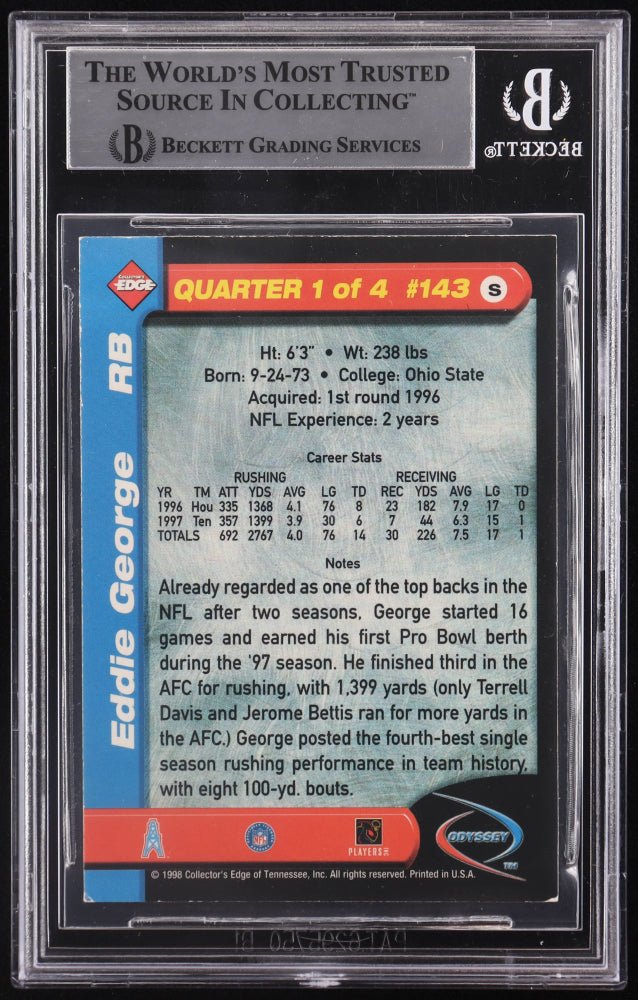 THE WORLD'S MOST TRUSTED
SOURCE IN COLLECTING™
B BECKETT GRADING SERVICES
B
BECKETT®
COLLECTOR'S
EDGE
QUARTER 1 of 4 #143 S
Eddie George RB
Ht: 6'3" • Wt: 238 lbs
Born: 9-24-73 • College: Ohio State
Acquired: 1st round 1996
NFL Experience: 2 years
Career Stats
RUSHING RECEIVING
YR TM ATT YDS AVG LG TD REC YDS AVG LG TD
1996 Hou 335 1368 4.1 76 8 23 182 7.9 17 0
1997 Ten 357 1399 3.9 30 6 7 44 6.3 15 1
TOTALS 692 2767 4.0 76 14 30 226 7.5 17 1
Notes
Already regarded as one of the top backs in the
NFL after two seasons, George started 16
games and earned his first Pro Bowl berth
during the '97 season. He finished third in the
AFC for rushing, with 1,399 yards (only Terrell
Davis and Jerome Bettis ran for more yards in
the AFC.) George posted the fourth-best single
season rushing performance in team history,
with eight 100-yd. bouts.
NFL
PLAYERS INC
ODYSSEY
TM
© 1998 Collector's Edge of Tennessee, Inc. All rights reserved. Printed in U.S.A.